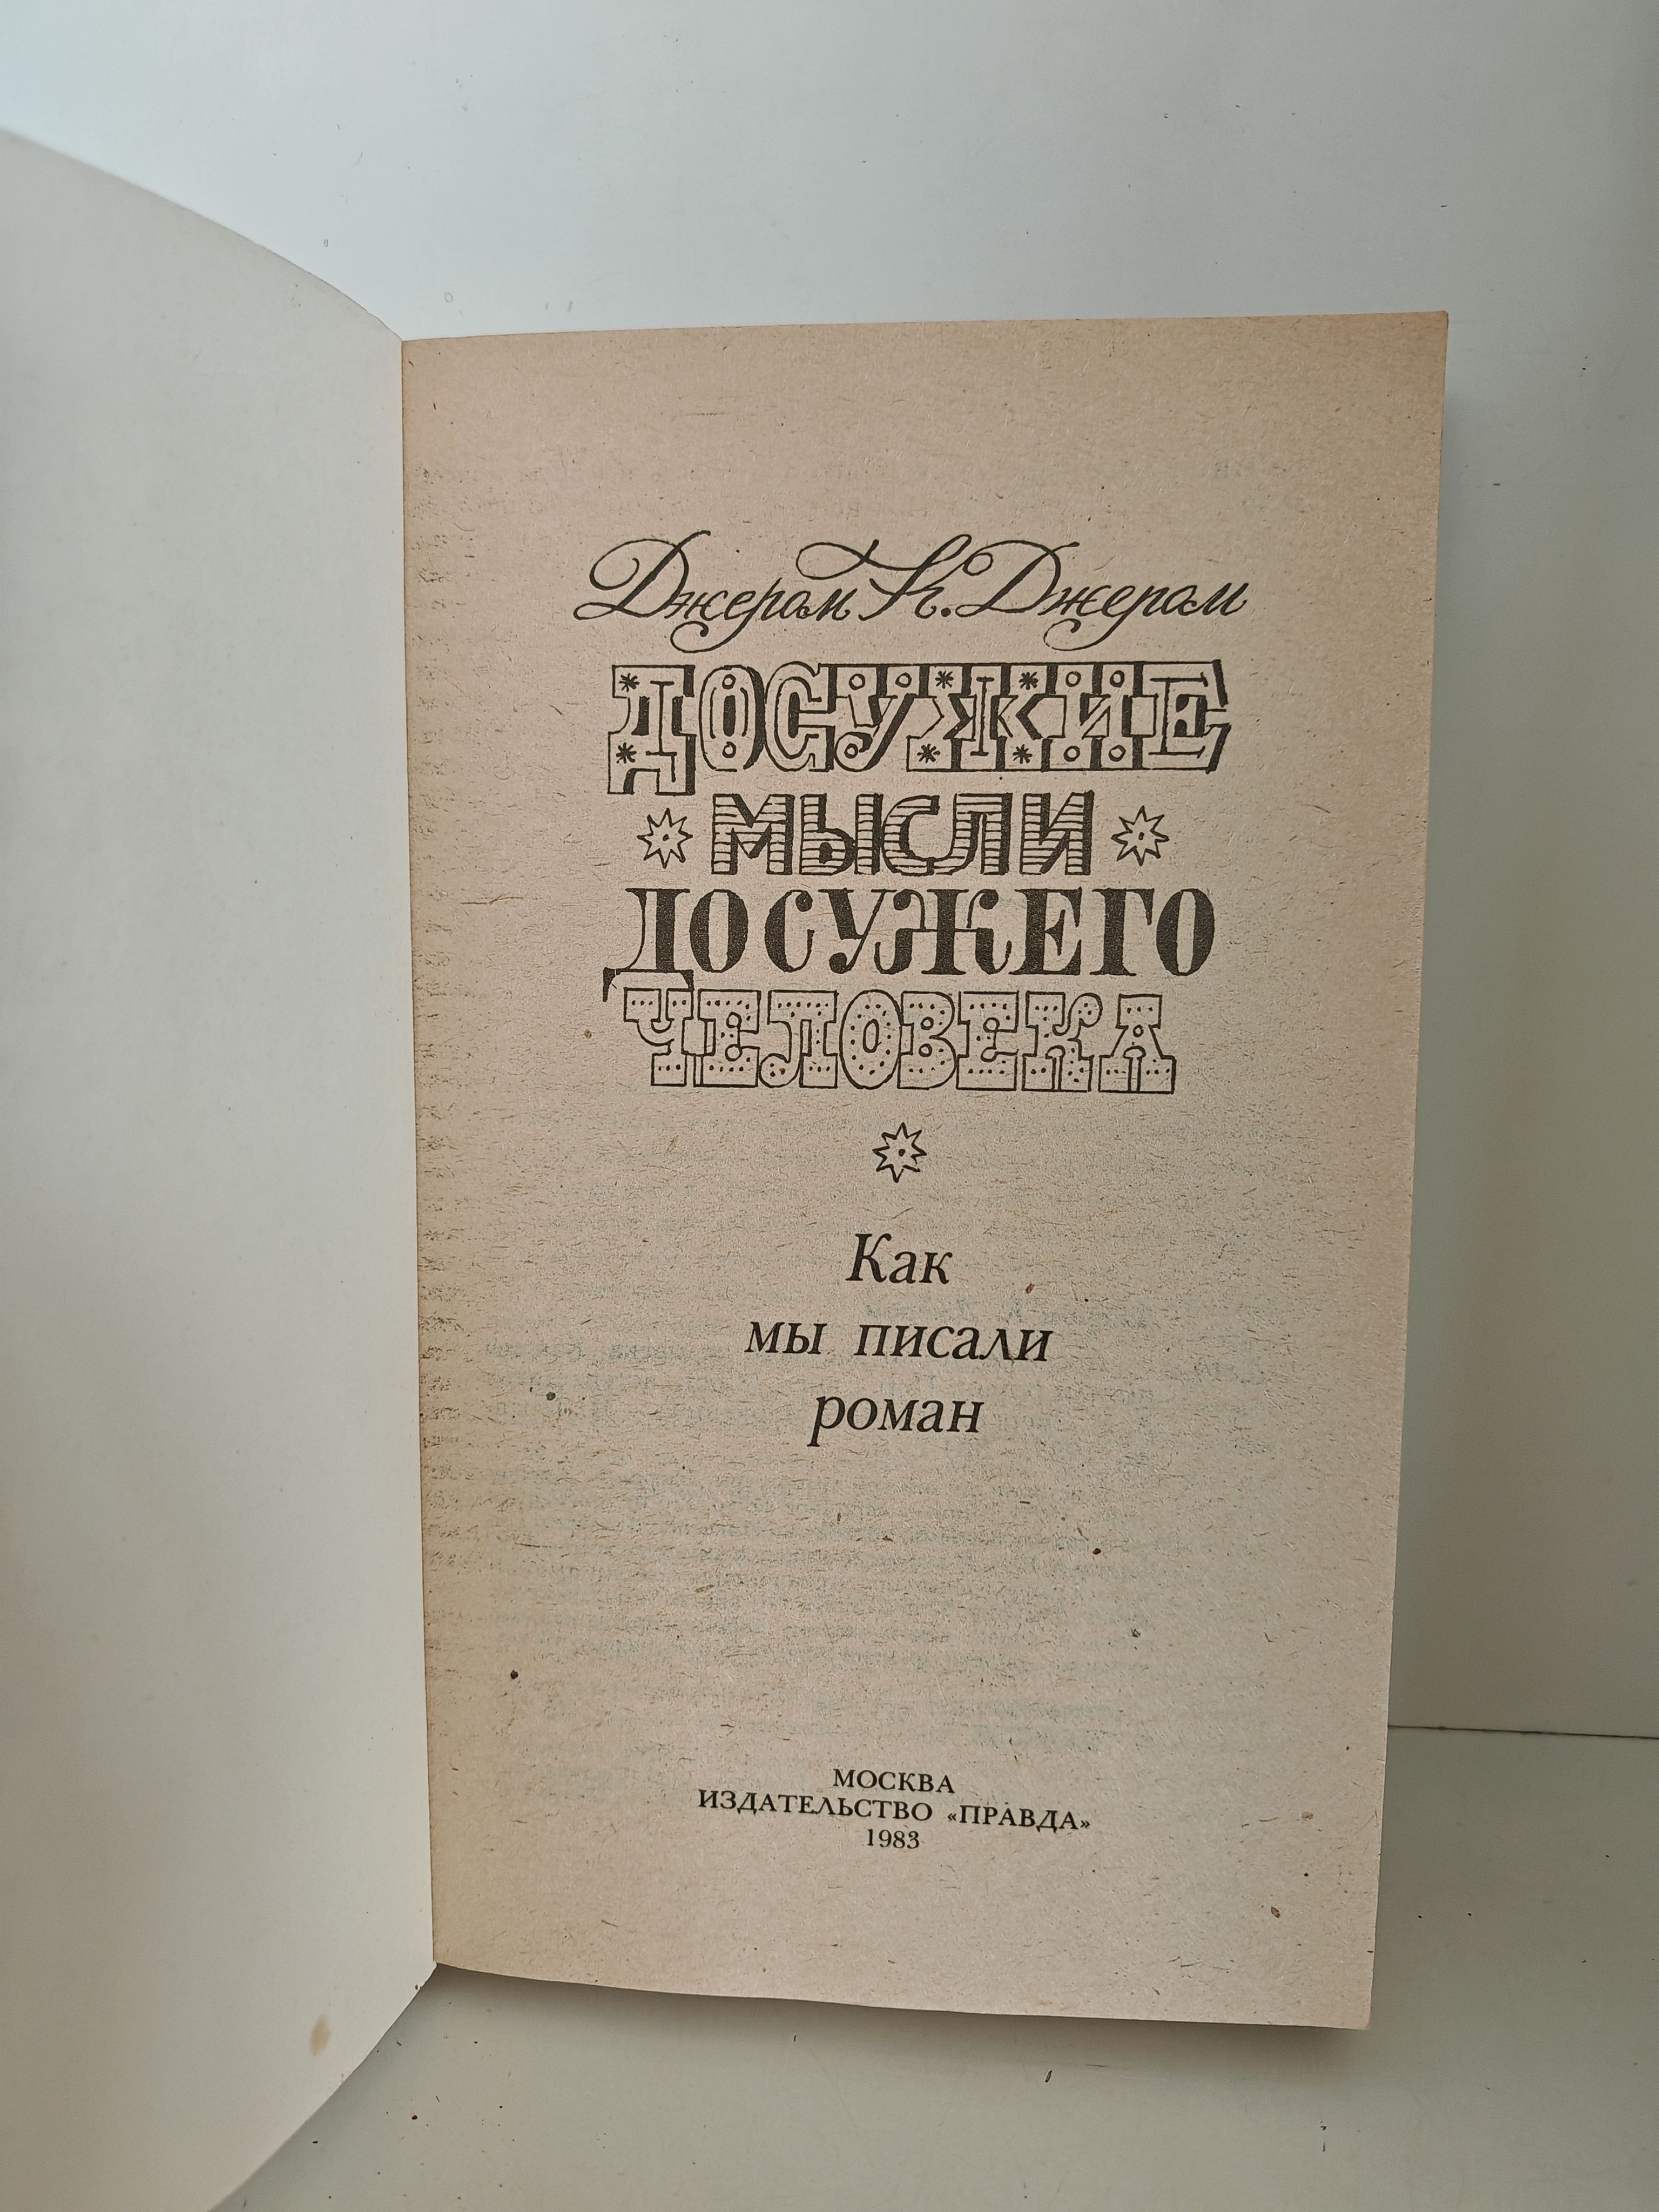 Джером К. Джером
ДОСУЖИЕ
МЫСЛИ
ДОСУЖЕГО
ЧЕЛОВЕКА
Как
мы писали
роман
МОСКВА
ИЗДАТЕЛЬСТВО «ПРАВДА»
1983